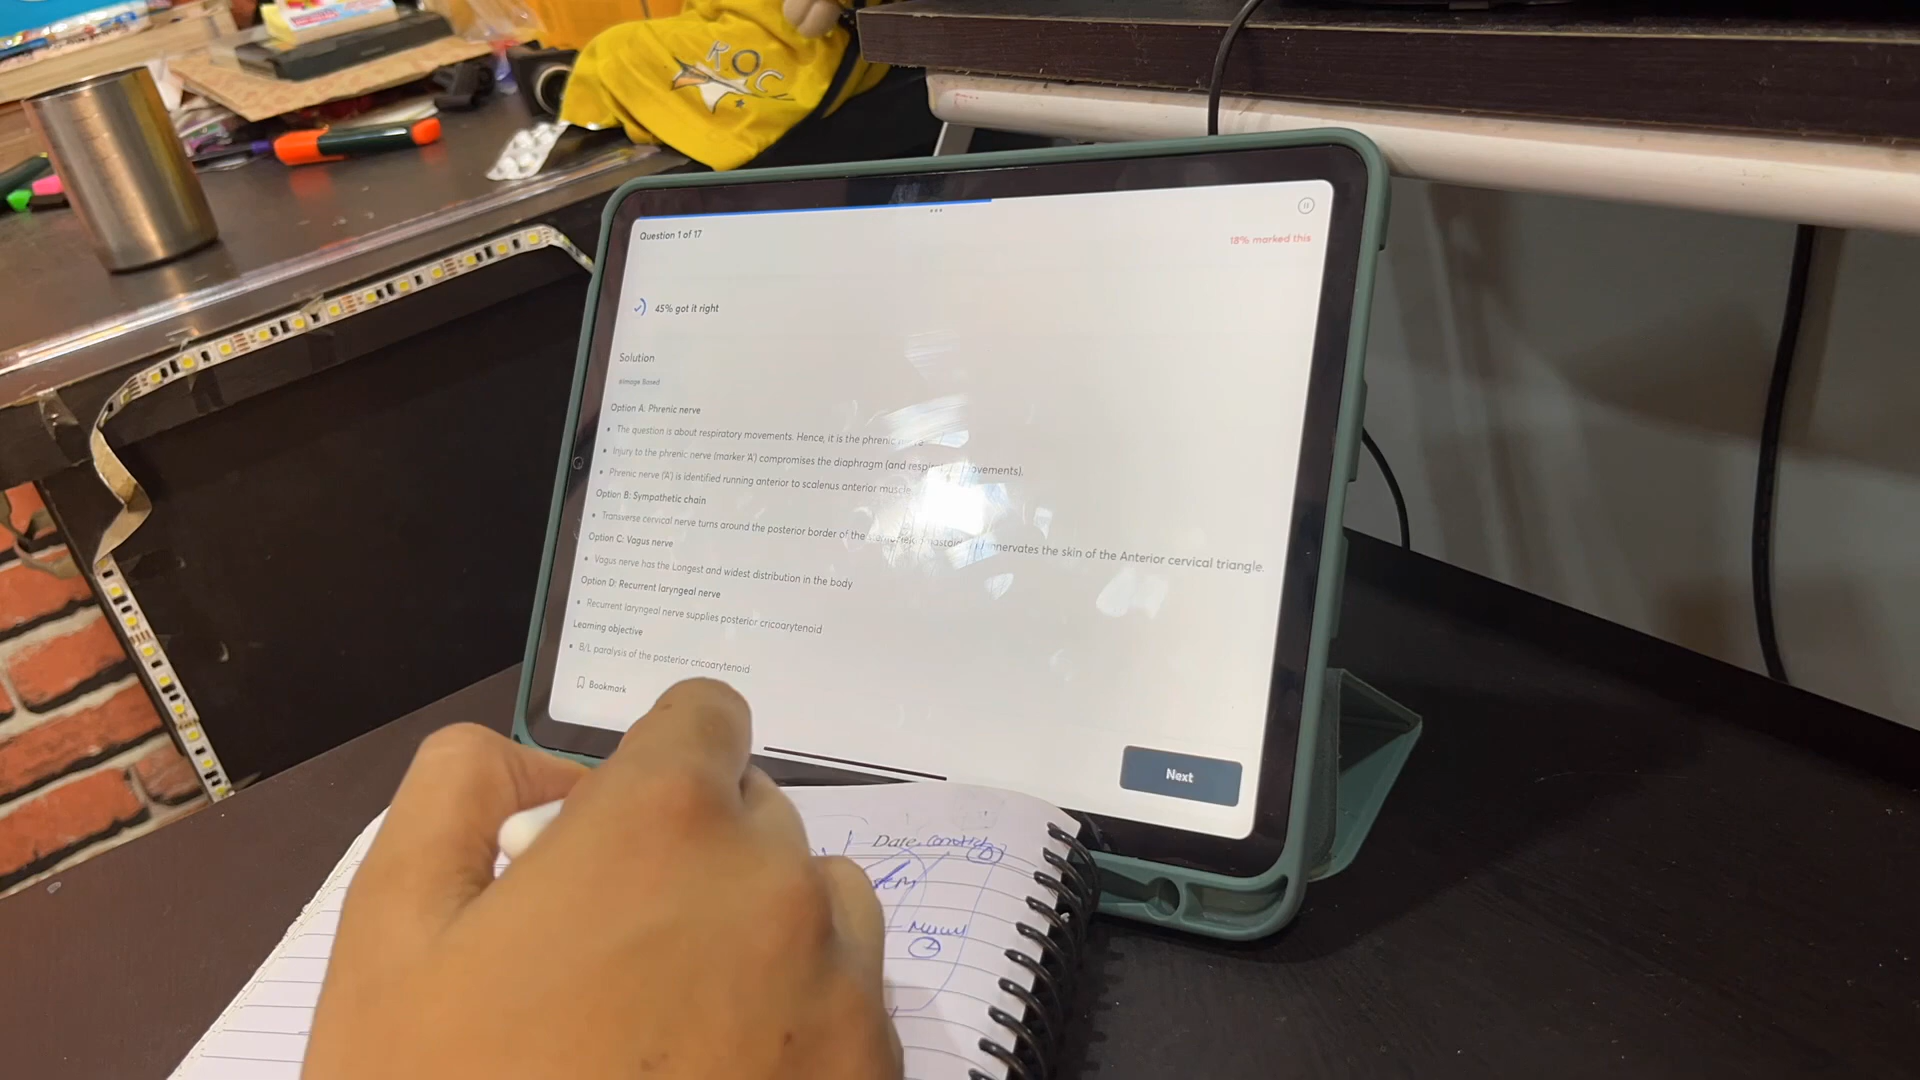 R.O.C
Question 1 of 17
18% marked this
45% got it right
Solution
#Image Based
Option A: Phrenic nerve
The question is about respiratory movements. Hence, it is the phrenic
Injury to the phrenic nerve (marker 'A') compromises the diaphragm (and movements).
Phrenic nerve ('A') is identified running anterior to scalenus anterior muscle
Option B: Sympathetic chain
Transverse cervical nerve turns around the posterior border of the innervates the skin of the Anterior cervical triangle.
Option C: Vagus nerve
Vagus nerve has the Longest and widest distribution in the body
Option D: Recurrent laryngeal nerve
Recurrent laryngeal nerve supplies posterior cricoarytenoid
Learning objective
B/L paralysis of the posterior cricoarytenoid
Bookmark
Next
Date